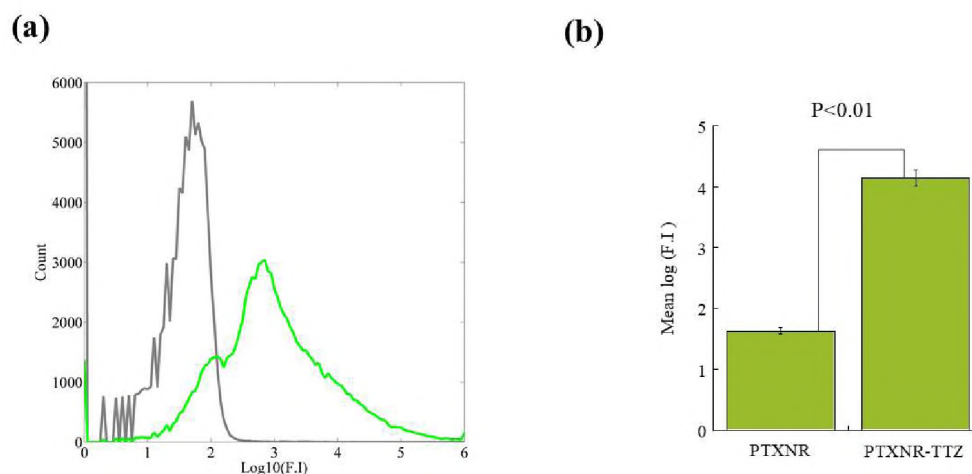 (a)
(b)
6000
5000
4000
3000
2000
1000
0
Count
0
1
2
3
4
5
6
Log10(F.I)
P<0.01
5
4
3
2
1
0
Mean log (F.I )
PTXNR
PTXNR-TTZ